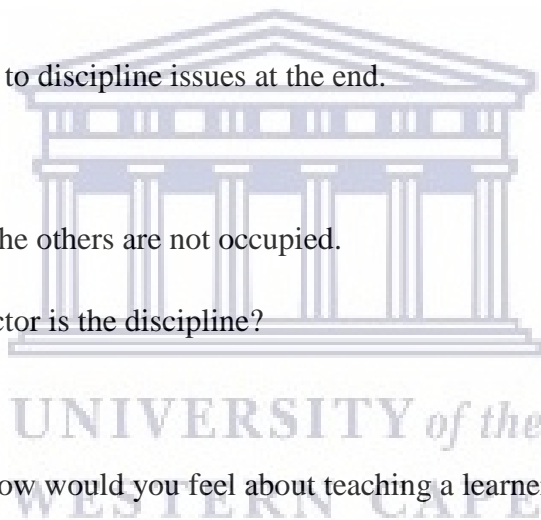 to discipline issues at the end.
he others are not occupied.
ctor is the discipline?
UNIVERSITY of the
ow would you feel about teaching a learne
WESTERN CAPE